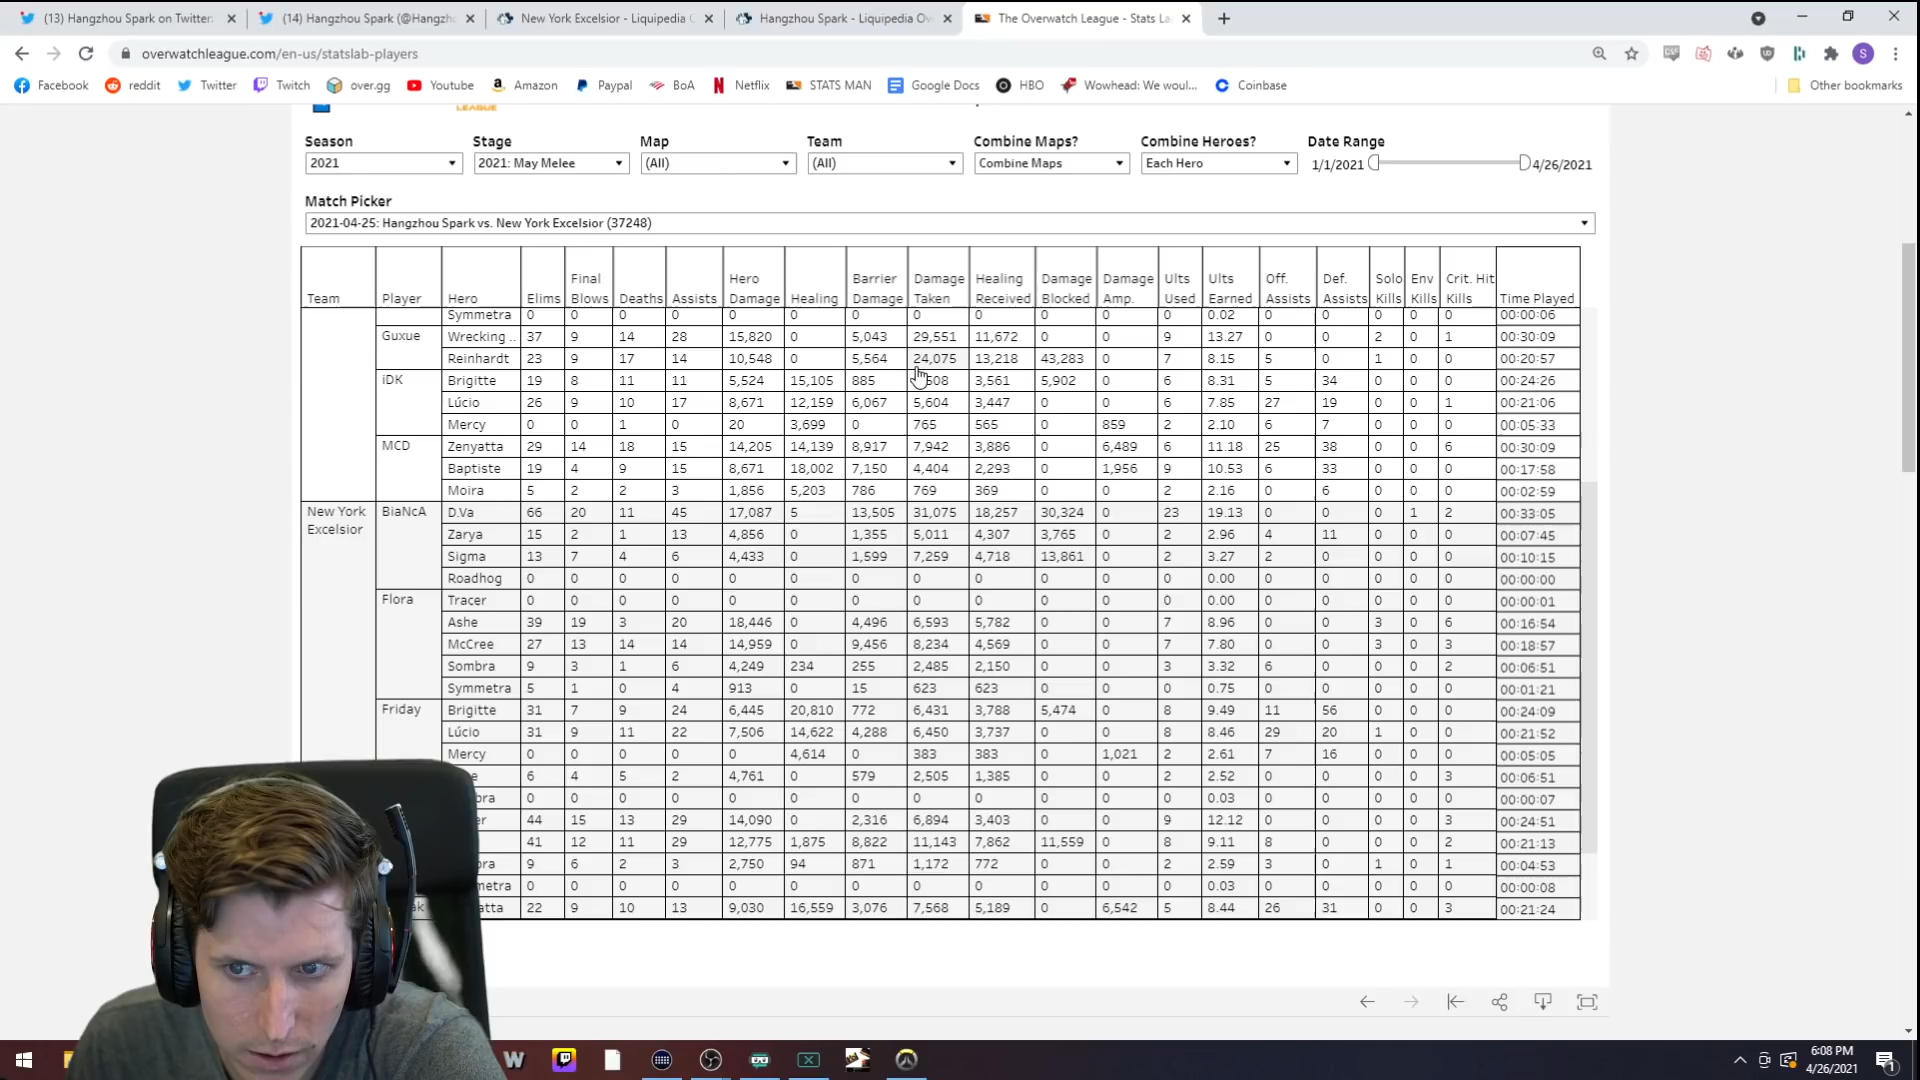 (13) Hangzhou Spark on Twitter
(14) Hangzhou Spark (@Hangzh
New York Excelsior - Liquipedia
Hangzhou Spark - Liquipedia Ov
The Overwatch League - Stats La
overwatchleague.com/en-us/statslab-players
S
Facebook reddit Twitter Twitch over.gg Youtube Amazon Paypal BoA Netflix STATS MAN Google Docs HBO Wowhead: We woul... Coinbase Other bookmarks
LEAGUE
Season Stage Map Team Combine Maps? Combine Heroes? Date Range
2021 2021: May Melee (All) (All) Combine Maps Each Hero 1/1/2021 4/26/2021
Match Picker
2021-04-25: Hangzhou Spark vs. New York Excelsior (37248)
Team Player Hero Elims Final Blows Deaths Assists Hero Damage Healing Barrier Damage Damage Taken Healing Received Damage Blocked Damage Amp. Ults Used Ults Earned Off. Assists Def. Assists Solo Kills Env Kills Crit. Hit Kills Time Played
Symmetra 0 0 0 0 0 0 0 0 0 0 0 0 0.02 0 0 0 0 0 00:00:06
Guxue Wrecking .. 37 9 14 28 15,820 0 5,043 29,551 11,672 0 0 9 13.27 0 0 2 0 1 00:30:09
Reinhardt 23 9 17 14 10,548 0 5,564 24,075 13,218 43,283 0 7 8.15 5 0 1 0 0 00:20:57
iDK Brigitte 19 8 11 11 5,524 15,105 885 508 3,561 5,902 0 6 8.31 5 34 0 0 0 00:24:26
Lúcio 26 9 10 17 8,671 12,159 6,067 5,604 3,447 0 0 6 7.85 27 19 0 0 1 00:21:06
Mercy 0 0 1 0 20 3,699 0 765 565 0 859 2 2.10 6 7 0 0 0 00:05:33
MCD Zenyatta 29 14 18 15 14,205 14,139 8,917 7,942 3,886 0 6,489 6 11.18 25 38 0 0 6 00:30:09
Baptiste 19 4 9 15 8,671 18,002 7,150 4,404 2,293 0 1,956 9 10.53 6 33 0 0 0 00:17:58
Moira 5 2 2 3 1,856 5,203 786 769 369 0 0 2 2.16 0 6 0 0 0 00:02:59
New York Excelsior BiaNcA D.Va 66 20 11 45 17,087 5 13,505 31,075 18,257 30,324 0 23 19.13 0 0 0 1 2 00:33:05
Zarya 15 2 1 13 4,856 0 1,355 5,011 4,307 3,765 0 2 2.96 4 11 0 0 0 00:07:45
Sigma 13 7 4 6 4,433 0 1,599 7,259 4,718 13,861 0 2 3.27 2 0 0 0 0 00:10:15
Roadhog 0 0 0 0 0 0 0 0 0 0 0 0 0.00 0 0 0 0 0 00:00:00
Flora Tracer 0 0 0 0 0 0 0 0 0 0 0 0 0.00 0 0 0 0 0 00:00:01
Ashe 39 19 3 20 18,446 0 4,496 6,593 5,782 0 0 7 8.96 0 0 3 0 6 00:16:54
McCree 27 13 14 14 14,959 0 9,456 8,234 4,569 0 0 7 7.80 0 0 3 0 3 00:18:57
Sombra 9 3 1 6 4,249 234 255 2,485 2,150 0 0 3 3.32 6 0 0 0 2 00:06:51
Symmetra 5 1 0 4 913 0 15 623 623 0 0 0 0.75 0 0 0 0 0 00:01:21
Friday Brigitte 31 7 9 24 6,445 20,810 772 6,431 3,788 5,474 0 8 9.49 11 56 0 0 0 00:24:09
Lúcio 31 9 11 22 7,506 14,622 4,288 6,450 3,737 0 0 8 8.46 29 20 1 0 0 00:21:52
Mercy 0 0 0 0 0 4,614 0 383 383 0 1,021 2 2.61 7 16 0 0 0 00:05:05
e 6 4 5 2 4,761 0 579 2,505 1,385 0 0 2 2.52 0 0 0 0 3 00:06:51
bra 0 0 0 0 0 0 0 0 0 0 0 0 0.03 0 0 0 0 0 00:00:07
er 44 15 13 29 14,090 0 2,316 6,894 3,403 0 0 9 12.12 0 0 0 0 3 00:24:51
41 12 11 29 12,775 1,875 8,822 11,143 7,862 11,559 0 8 9.11 8 0 0 0 2 00:21:13
ra 9 6 2 3 2,750 94 871 1,172 772 0 0 2 2.59 3 0 1 0 1 00:04:53
metra 0 0 0 0 0 0 0 0 0 0 0 0 0.03 0 0 0 0 0 00:00:08
ak atta 22 9 10 13 9,030 16,559 3,076 7,568 5,189 0 6,542 5 8.44 26 31 0 0 3 00:21:24
W
6:08 PM
4/26/2021
1